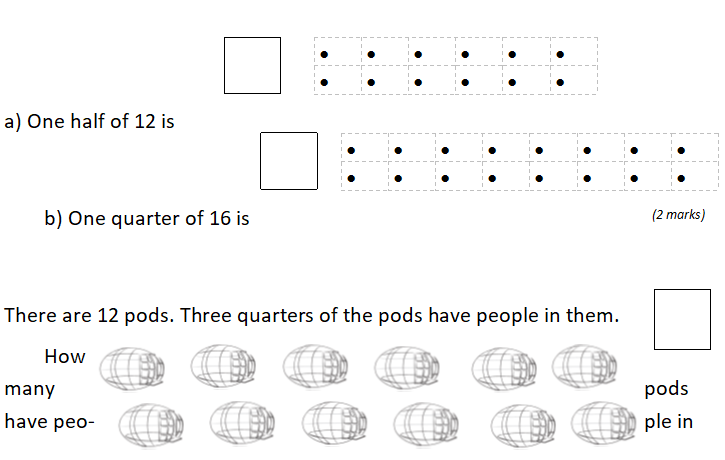 a) One half of 12 is
b) One quarter of 16 is
(2 marks)
There are 12 pods. Three quarters of the pods have people in them.
How
many pods
have peo- ple in